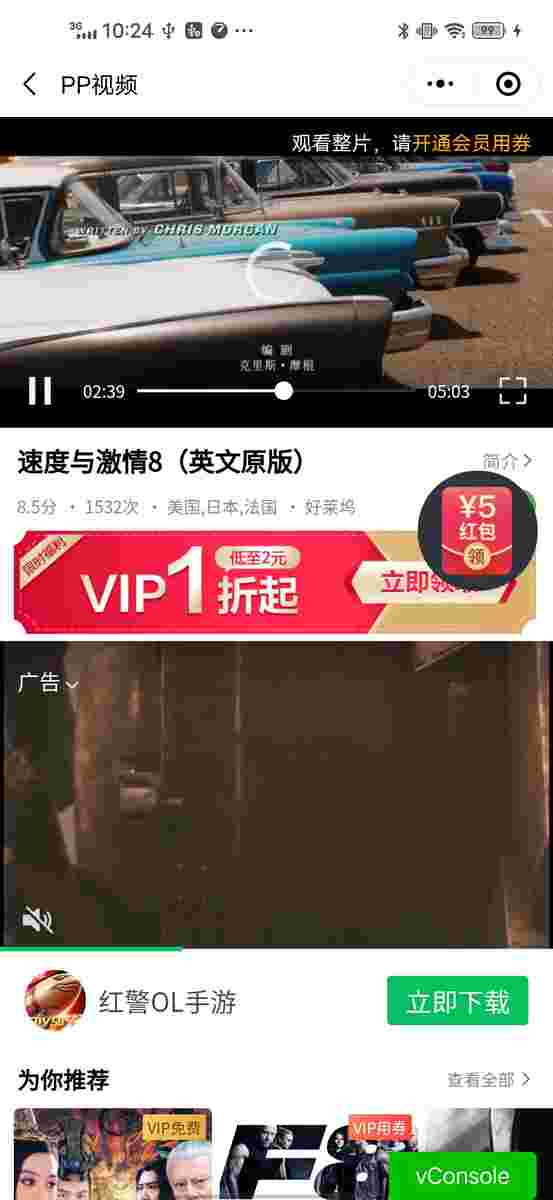 3G 10:24 99
PP视频
观看整片，请开通会员用券
WRITTEN BY CHRIS MORGAN
编剧
克里斯·摩根
02:39 05:03
速度与激情8（英文原版）
简介
8.5分 · 1532次 · 美国,日本,法国 · 好莱坞
¥5
红包
领
限时福利
VIP1折起
低至2元
立即领
广告
红警OL手游
立即下载
为你推荐
查看全部
VIP免费
VIP用券
F8
vConsole